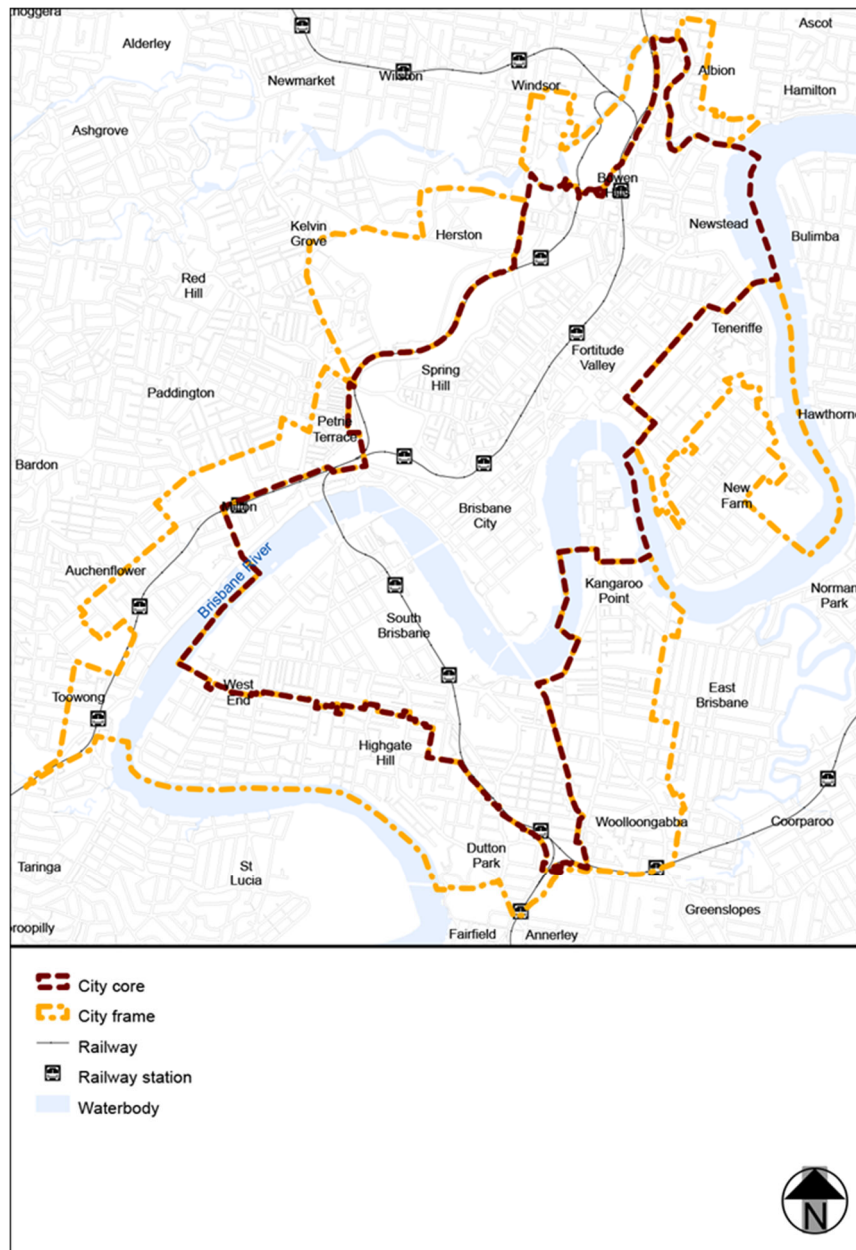 noggera
Ascot
Alderley
Albion
Newmarket
Wilston
Windsor
Hamilton
Ashgrove
Bowen
Kelvin
Grove
Herston
Newstead
Bulimba
Red
Hill
Teneriffe
Spring
Hill
Fortitude
Valley
Paddington
Petrie
Terrace
Hawthorne
Bardon
New
Farm
Milton
Brisbane
City
Auchenflower
Brisbane River
Kangaroo
Point
Norman
Park
South
Brisbane
West
End
East
Brisbane
Toowong
Highgate
Hill
Woolloongabba
Coorparoo
Dutton
Park
Taringa
St
Lucia
Greenslopes
rooopilly
Fairfield
Annerley
City core
City frame
Railway
Railway station
Waterbody
N